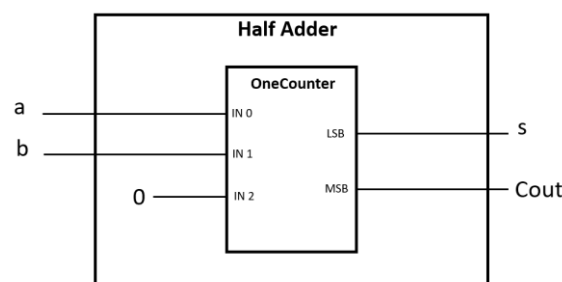 Half Adder
OneCounter
a
IN 0
LSB
s
b
IN 1
0
IN 2
MSB
Cout